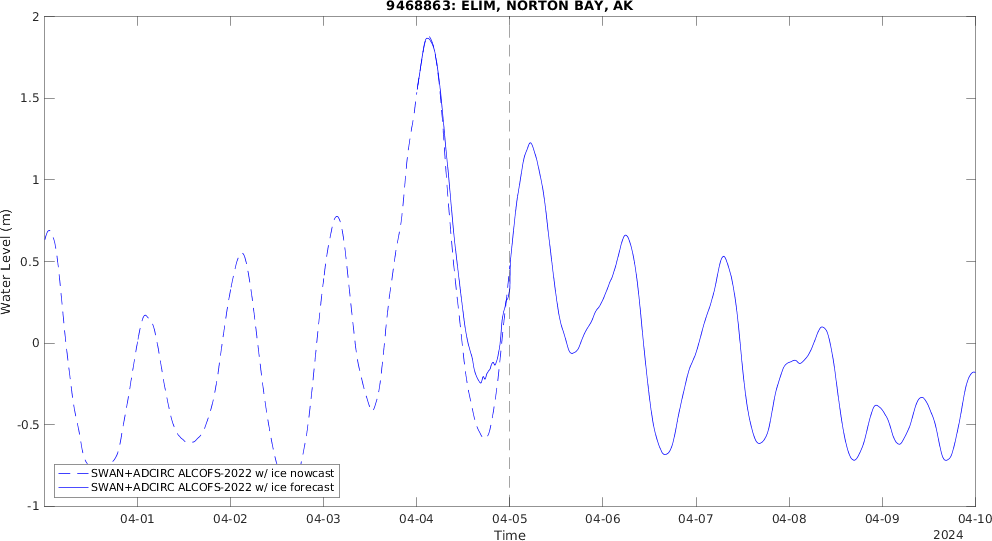 9468863: ELIM, NORTON BAY, AK
2
1.5
1
0.5
0
-0.5
-1
Water Level (m)
SWAN+ADCIRC ALCOFS-2022 w/ ice nowcast
SWAN+ADCIRC ALCOFS-2022 w/ ice forecast
04-01 04-02 04-03 04-04 04-05 04-06 04-07 04-08 04-09 04-10
Time
2024